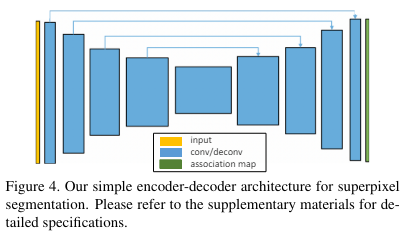 input
conv/deconv
association map
Figure 4. Our simple encoder-decoder architecture for superpixel
segmentation. Please refer to the supplementary materials for de-
tailed specifications.